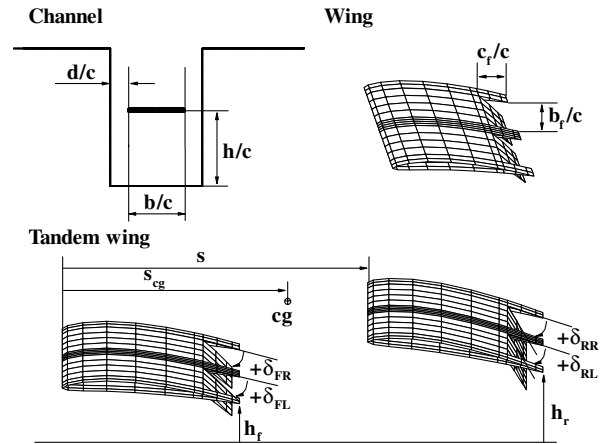 Channel
Wing
d/c
c_f/c
b_f/c
h/c
b/c
Tandem wing
s
s_cg
cg
+δ_FR
+δ_FL
h_f
+δ_RR
+δ_RL
h_r